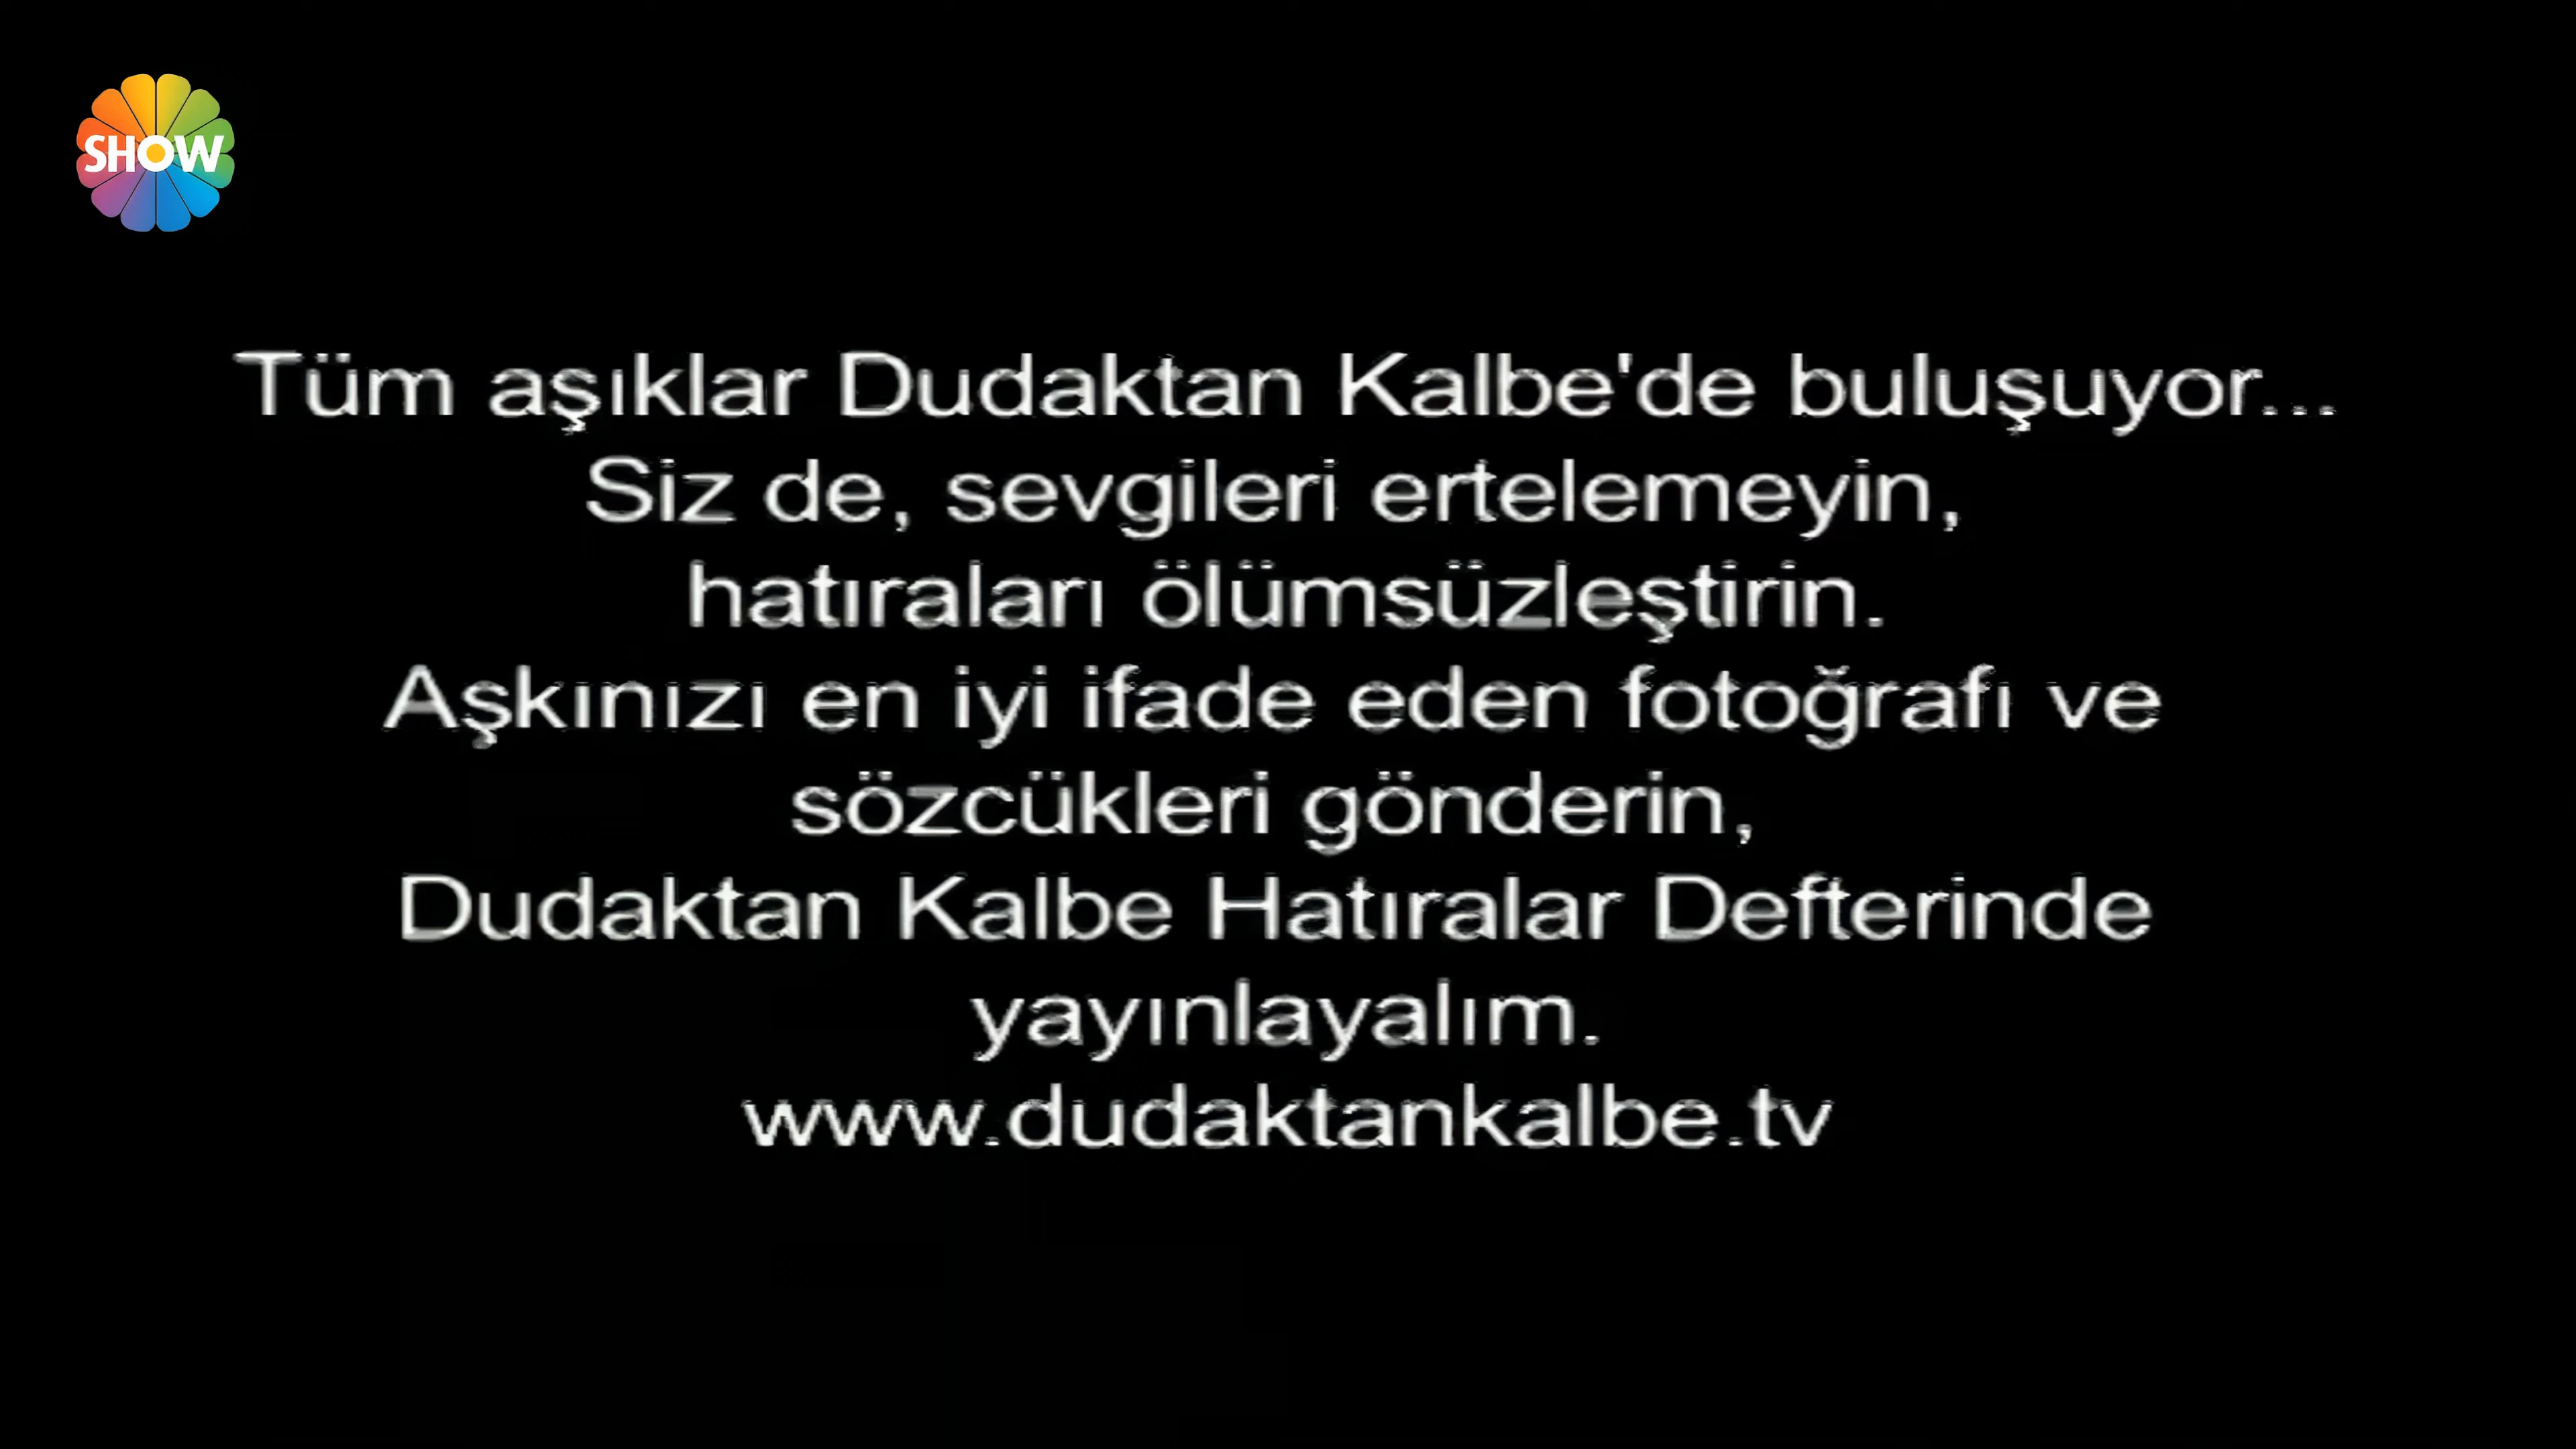 SHOW
Tüm aşıklar Dudaktan Kalbe'de buluşuyor...
Siz de, sevgileri ertelemeyin,
hatıraları ölümsüzleştirin.
Aşkınızı en iyi ifade eden fotoğrafı ve
sözcükleri gönderin,
Dudaktan Kalbe Hatıralar Defterinde
yayınlayalım.
www.dudaktankalbe.tv